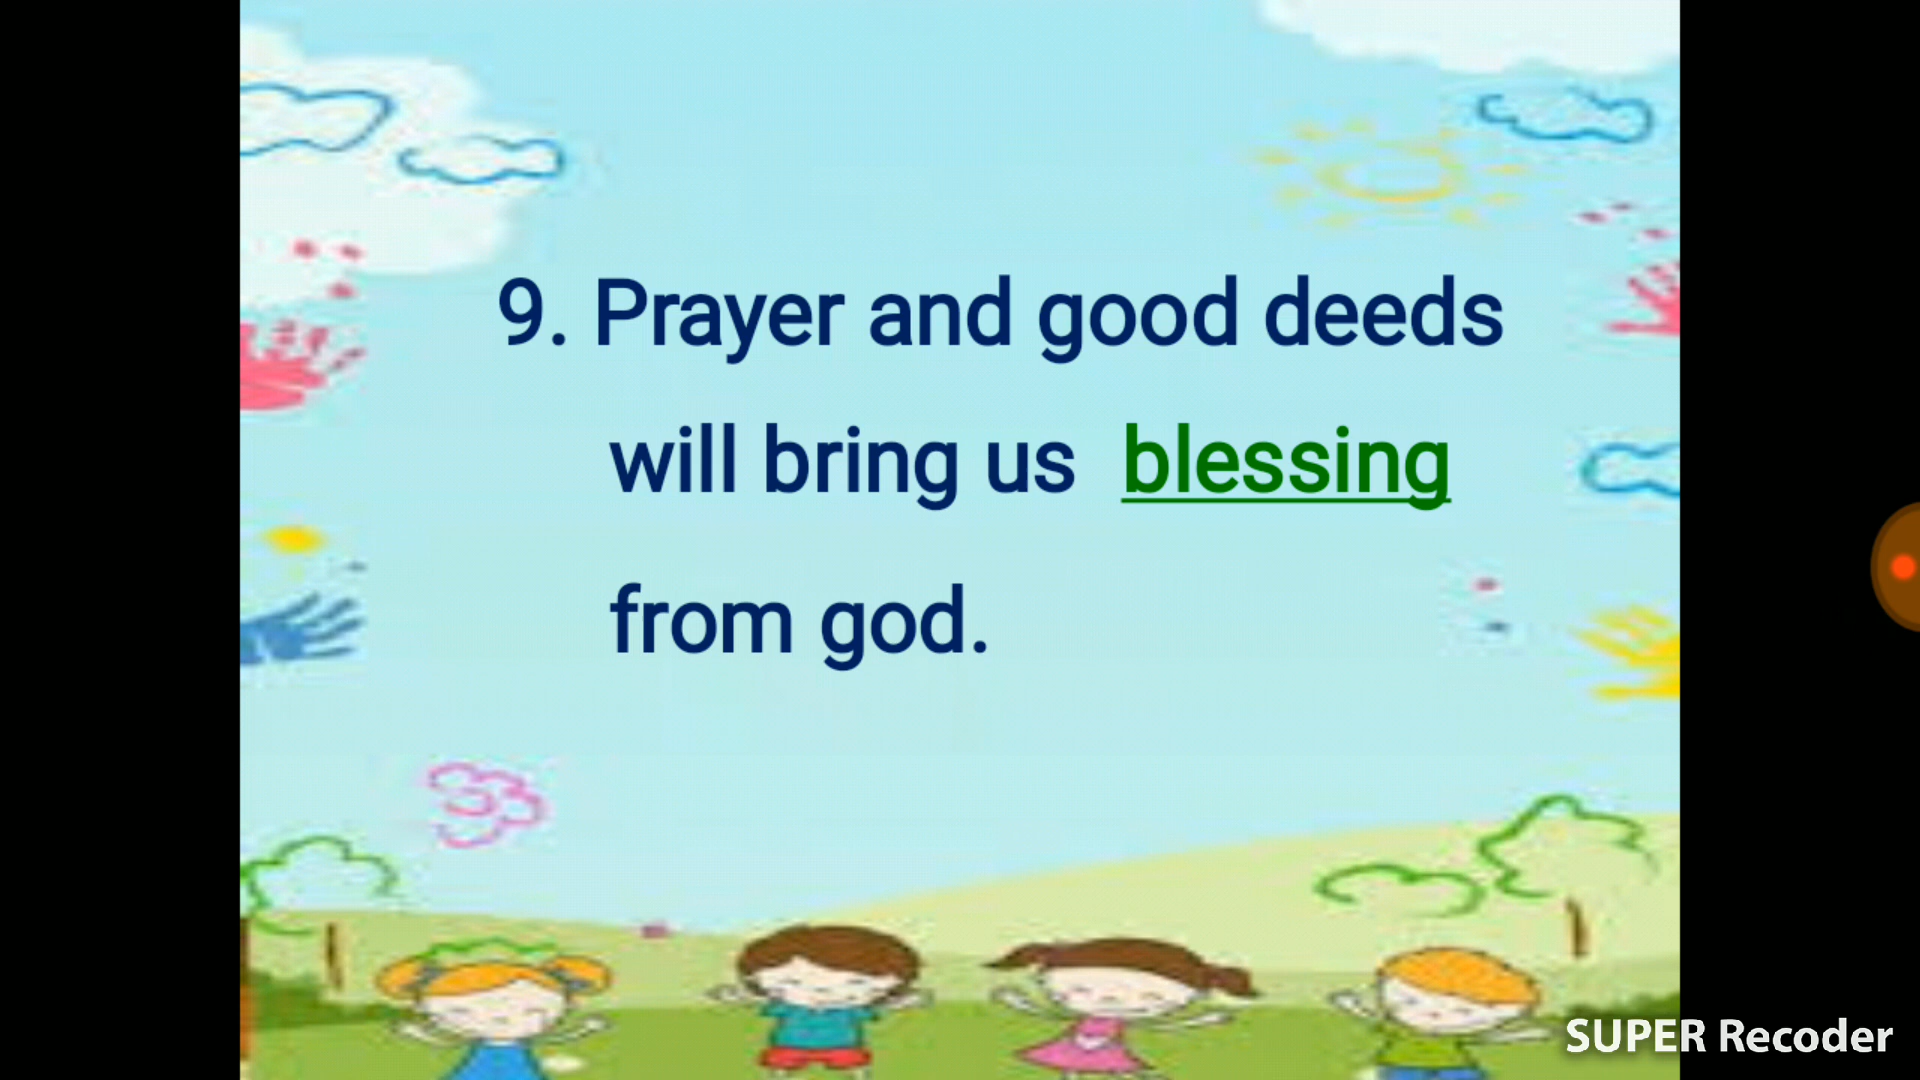 9. Prayer and good deeds
will bring us blessing
from god.
SUPER Recoder